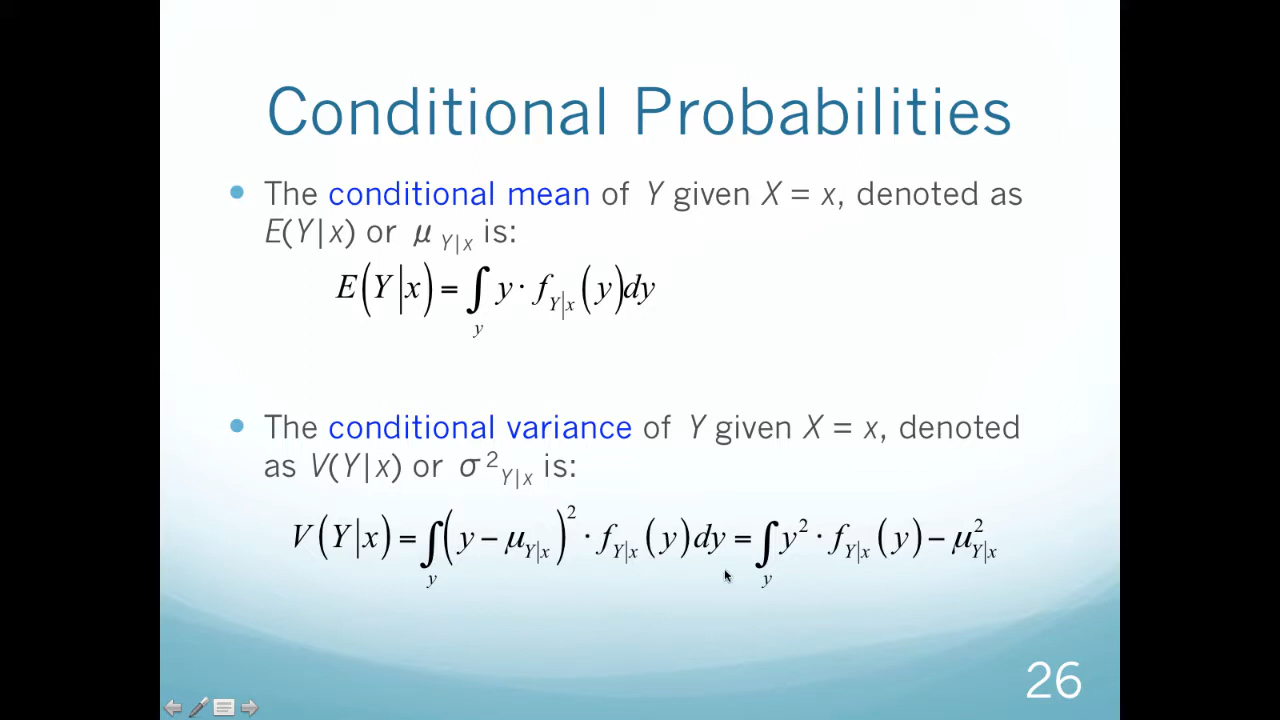 Conditional Probabilities
• The conditional mean of Y given X = x, denoted as
E(Y|x) or μ Y|x is:
E(Y|x) = ∫y y · fY|x (y)dy
• The conditional variance of Y given X = x, denoted
as V(Y|x) or σ²Y|x is:
V(Y|x) = ∫y (y − μY|x)² · fY|x (y) dy = ∫y y² · fY|x (y) − μ²Y|x
26